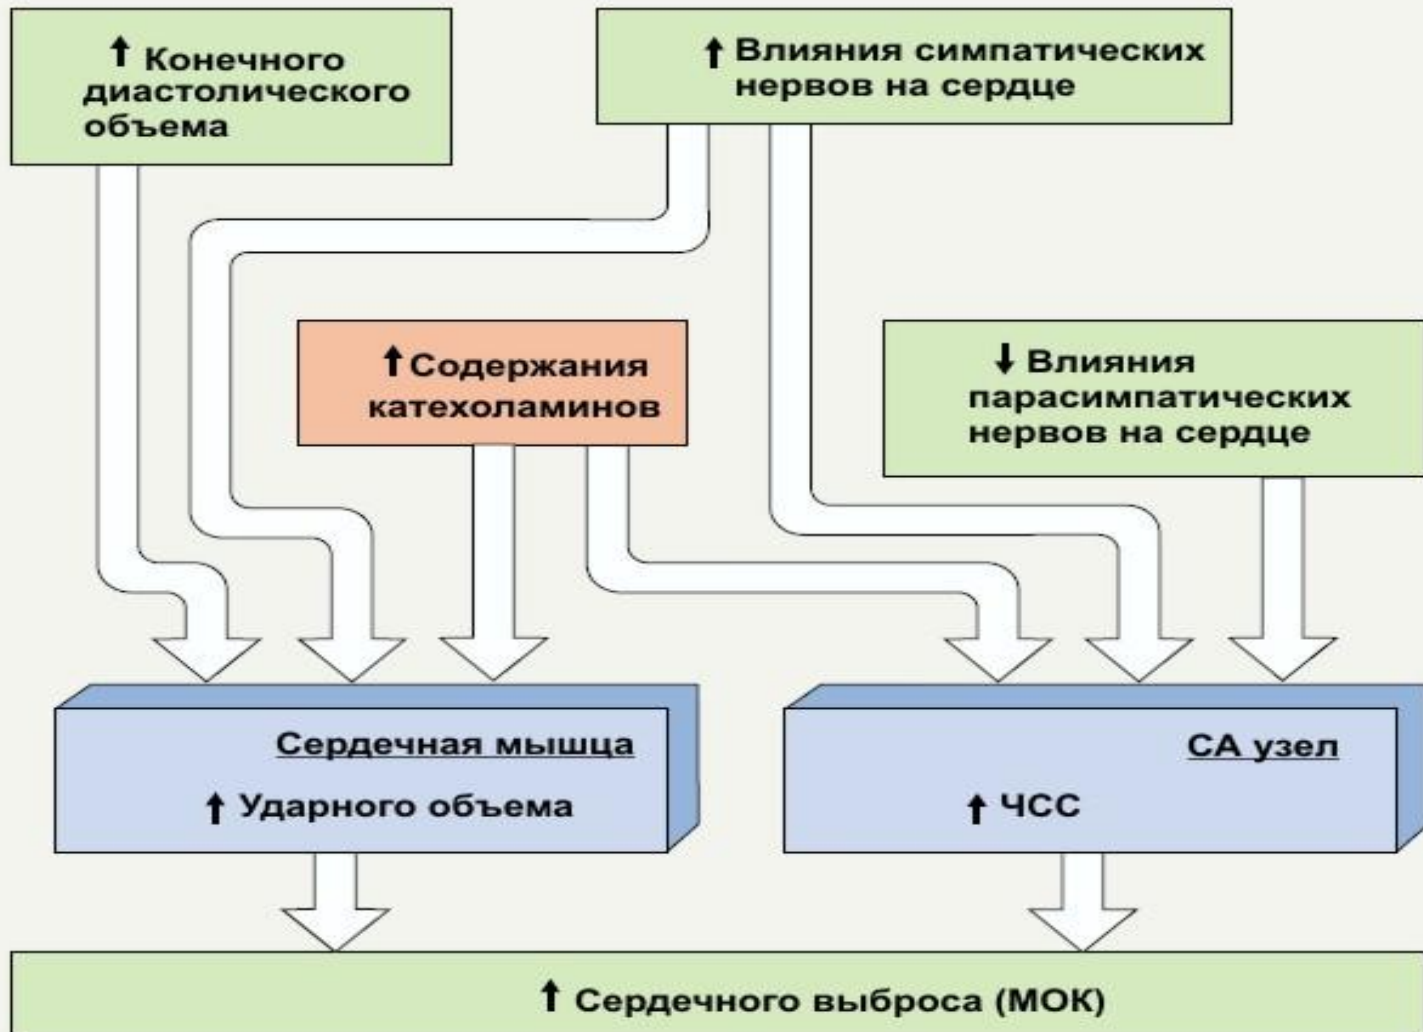 ↑ Конечного
диастолического
объема
↑ Влияния симпатических
нервов на сердце
↑ Содержания
катехоламинов
↓ Влияния
парасимпатических
нервов на сердце
Сердечная мышца
↑ Ударного объема
СА узел
↑ ЧСС
↑ Сердечного выброса (МОК)